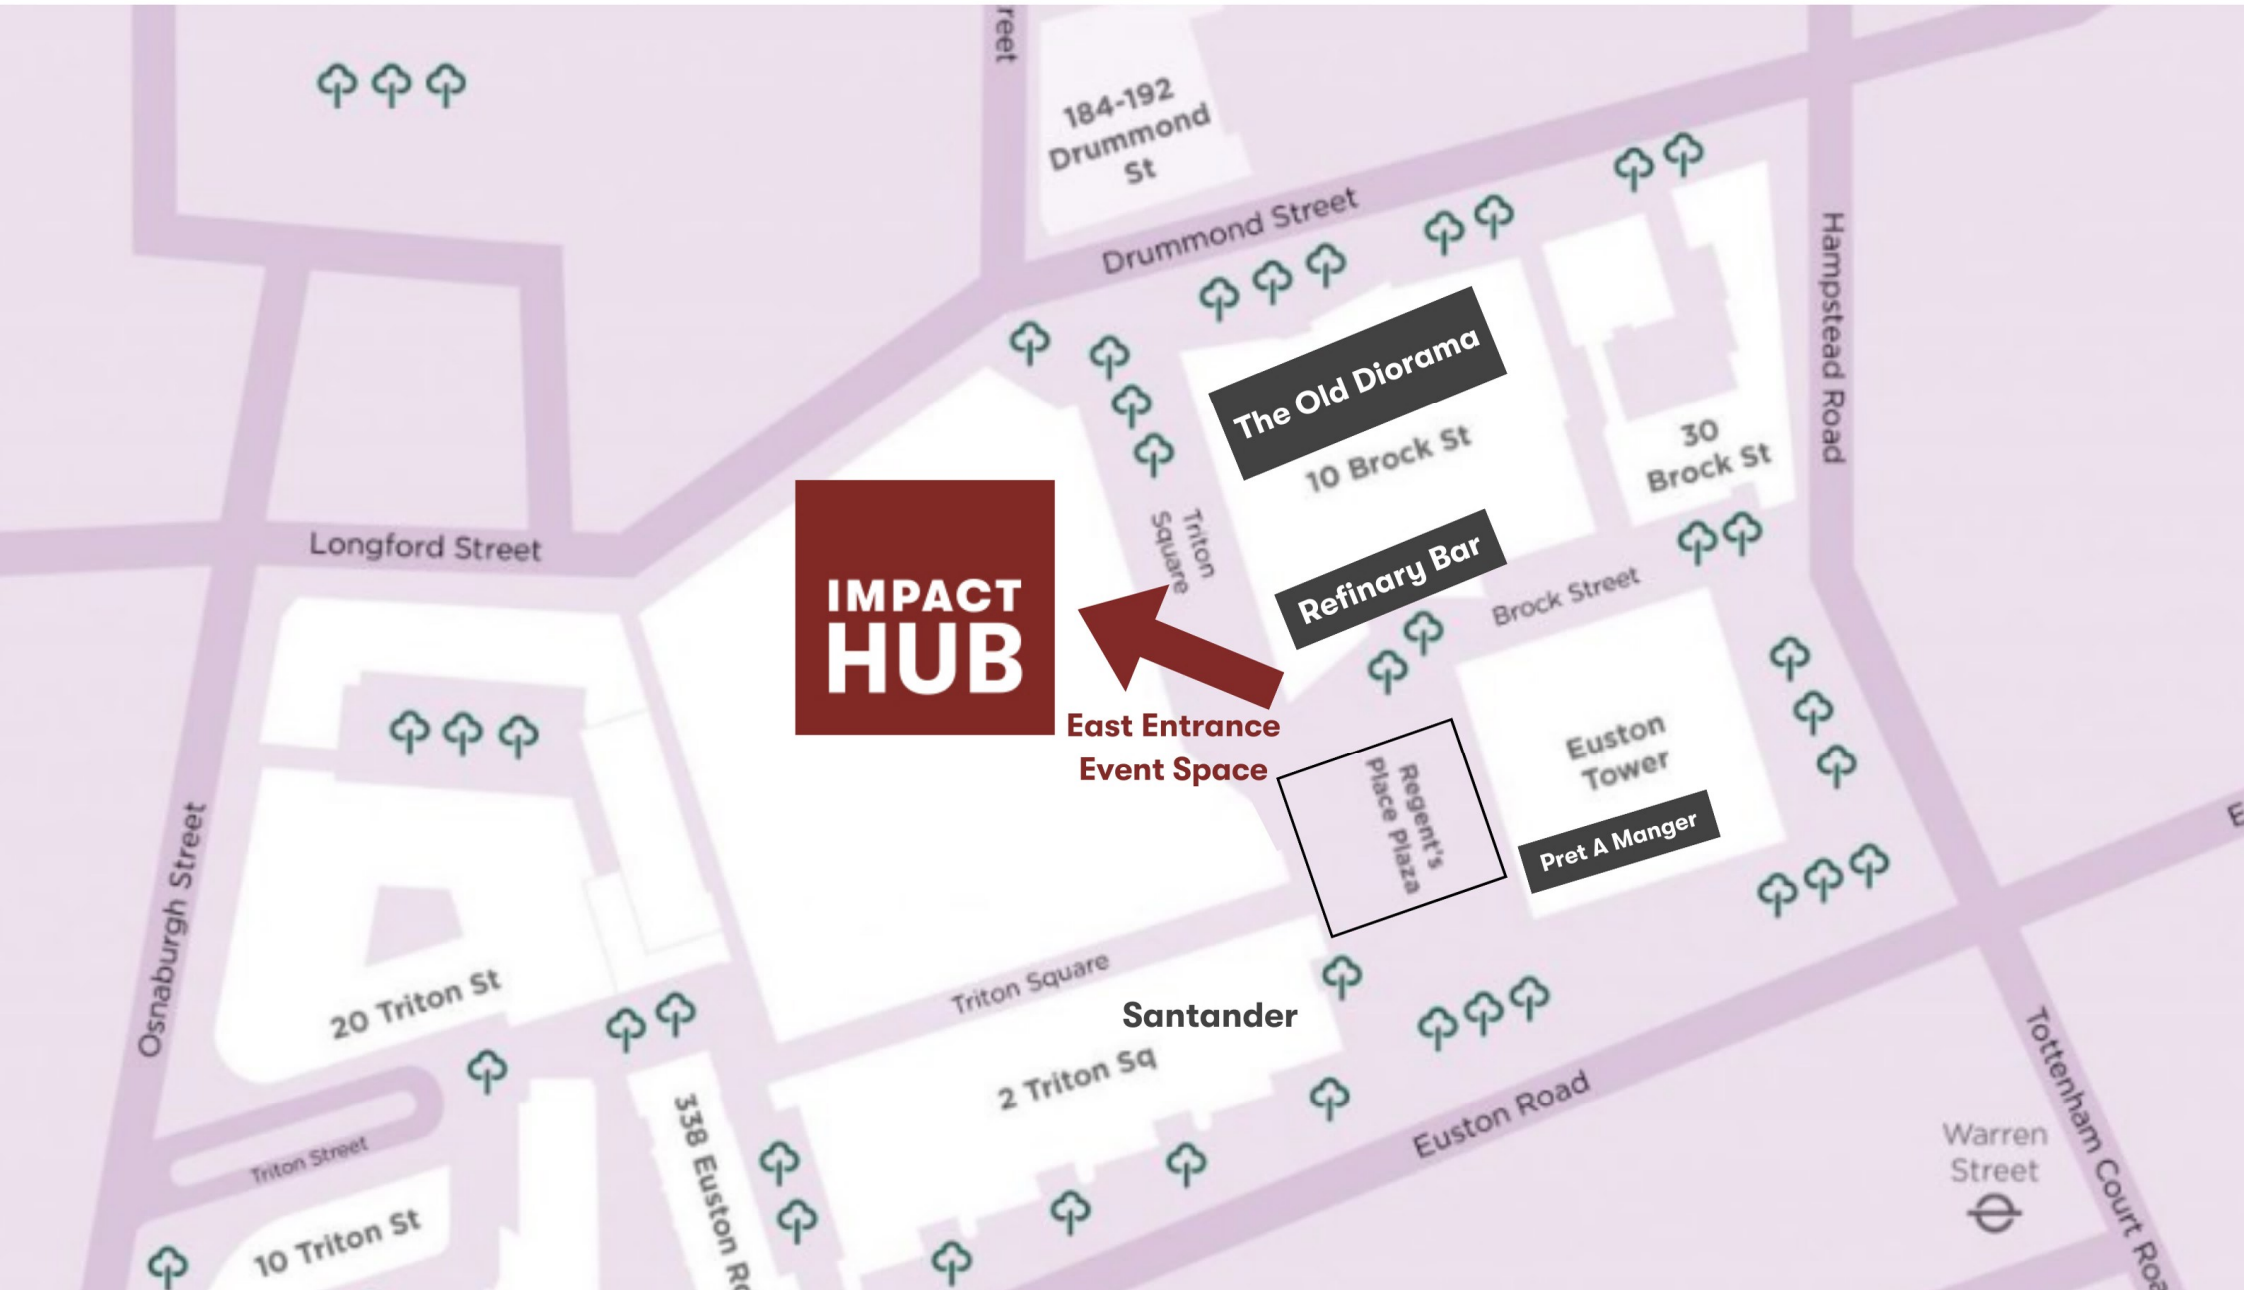 reet
184-192
Drummond
St
Drummond Street
Hampstead Road
The Old Diorama
10 Brock St
30
Brock St
Longford Street
Triton
Square
IMPACT
HUB
Refinary Bar
Brock Street
East Entrance
Event Space
Regent's
Place Plaza
Euston
Tower
Pret A Manger
E
Osnaburgh Street
20 Triton St
Triton Square
Santander
2 Triton Sq
338 Euston Ro
Euston Road
Tottenham Court Roa
Warren
Street
Triton Street
10 Triton St